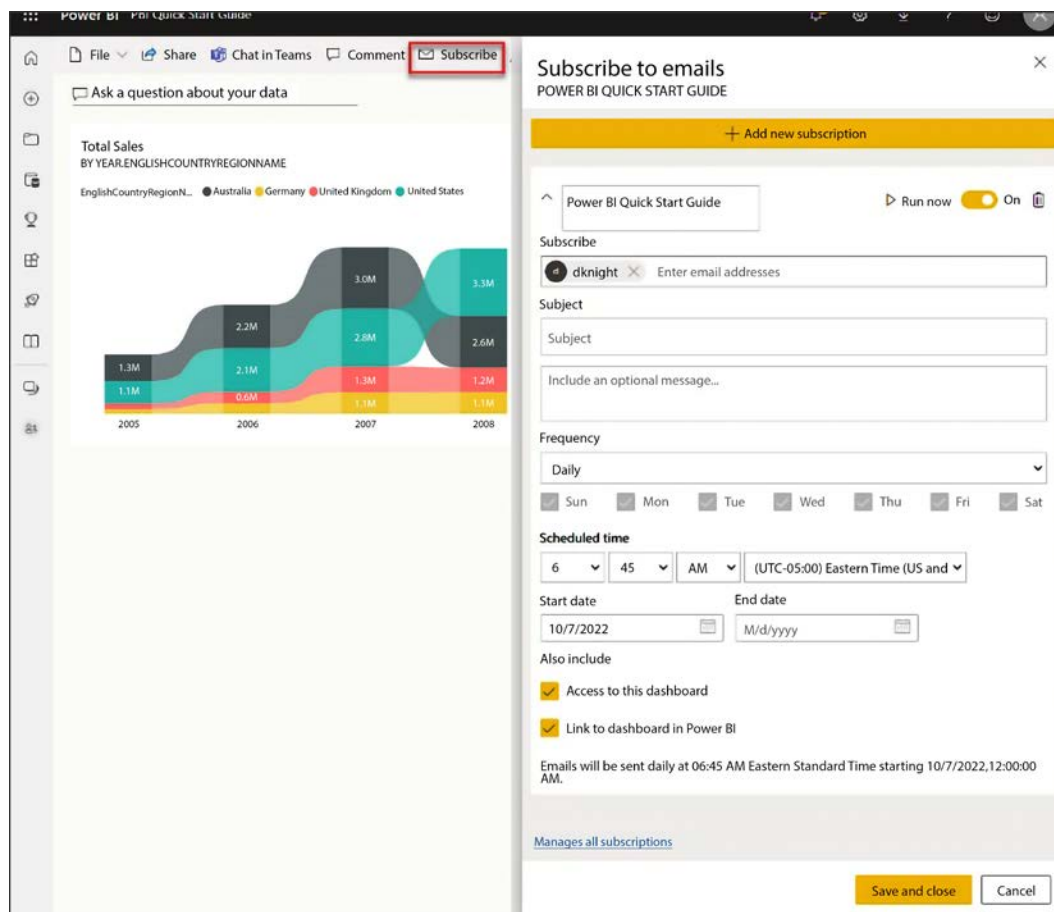 Power BI Pbi Quick Start Guide
File Share Chat in Teams Comment Subscribe
Ask a question about your data
Total Sales
BY YEAR.ENGLISHCOUNTRYREGIONNAME
EnglishCountryRegionN... Australia Germany United Kingdom United States
3.0M
3.3M
2.2M
2.8M
2.6M
1.3M
2.1M
1.1M
1.3M
1.2M
0.6M
1.1M
1.1M
2005 2006 2007 2008
Subscribe to emails
POWER BI QUICK START GUIDE
+ Add new subscription
Power BI Quick Start Guide
Run now On
Subscribe
d dknight Enter email addresses
Subject
Subject
Include an optional message...
Frequency
Daily
Sun Mon Tue Wed Thu Fri Sat
Scheduled time
6 45 AM (UTC-05:00) Eastern Time (US and
Start date End date
10/7/2022 M/d/yyyy
Also include
Access to this dashboard
Link to dashboard in Power BI
Emails will be sent daily at 06:45 AM Eastern Standard Time starting 10/7/2022,12:00:00
AM.
Manages all subscriptions
Save and close Cancel